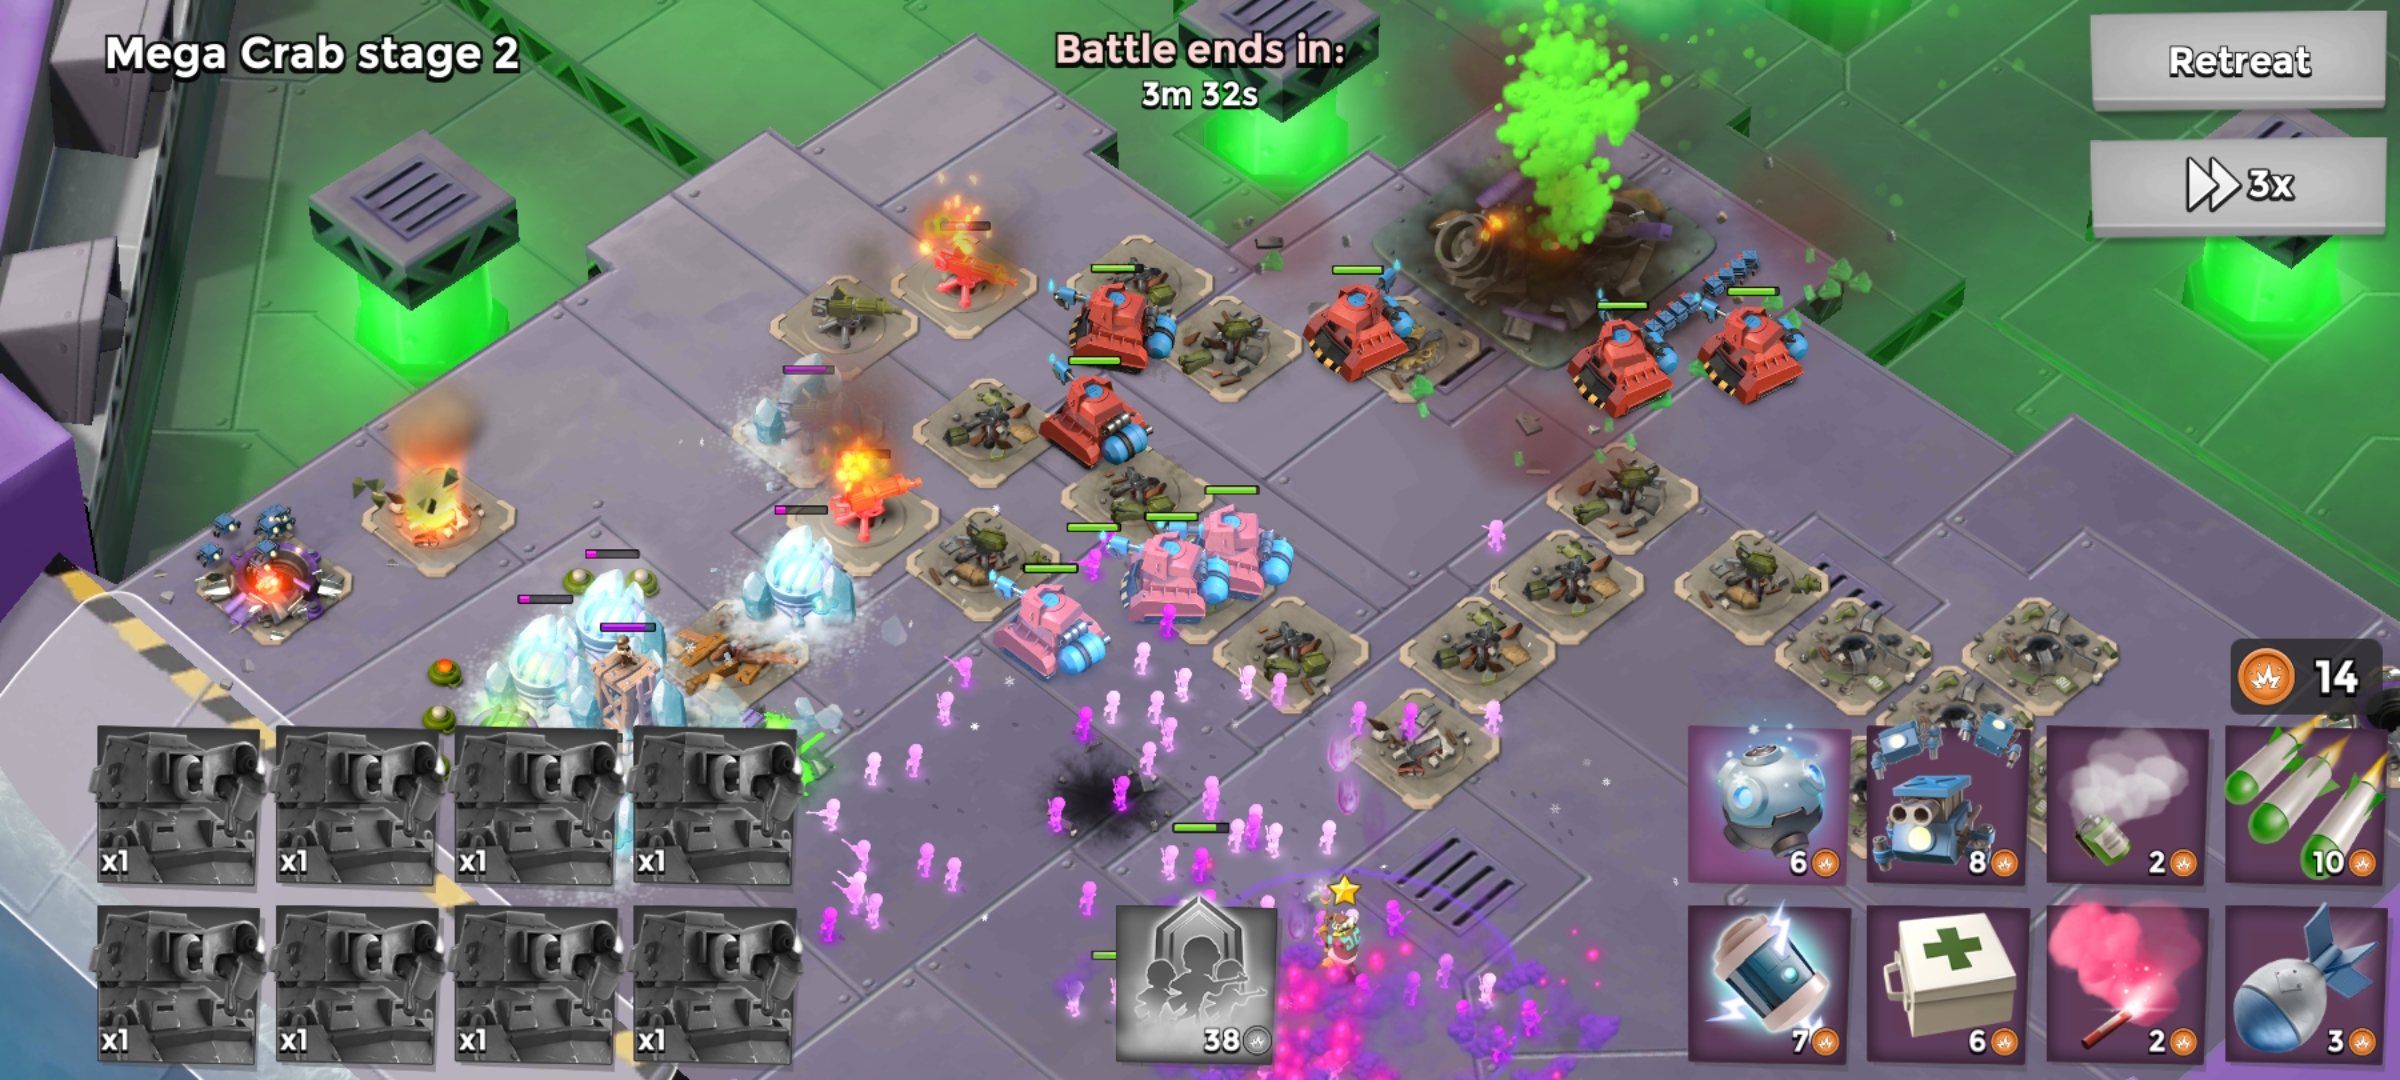 Mega Crab stage 2
Battle ends in:
3m 32s
Retreat
3x
14
x1
x1
x1
x1
6
8
2
10
x1
x1
x1
x1
38
7
6
2
3